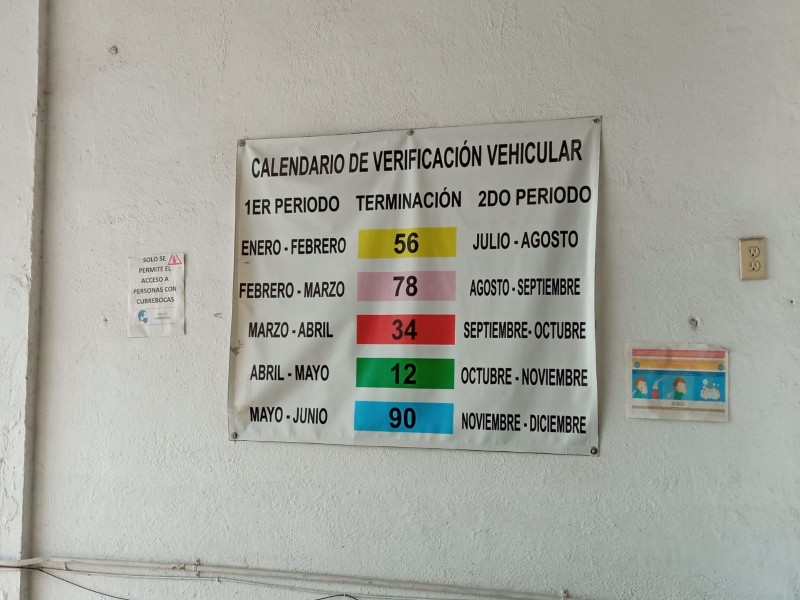 CALENDARIO DE VERIFICACIÓN VEHICULAR
1ER PERIODO TERMINACIÓN 2DO PERIODO
ENERO - FEBRERO 56 JULIO - AGOSTO
FEBRERO - MARZO 78 AGOSTO - SEPTIEMBRE
MARZO - ABRIL 34 SEPTIEMBRE- OCTUBRE
ABRIL - MAYO 12 OCTUBRE - NOVIEMBRE
MAYO - JUNIO 90 NOVIEMBRE - DICIEMBRE
SOLO SE
PERMITE EL
ACCESO A
PERSONAS CON
CUBREBOCAS